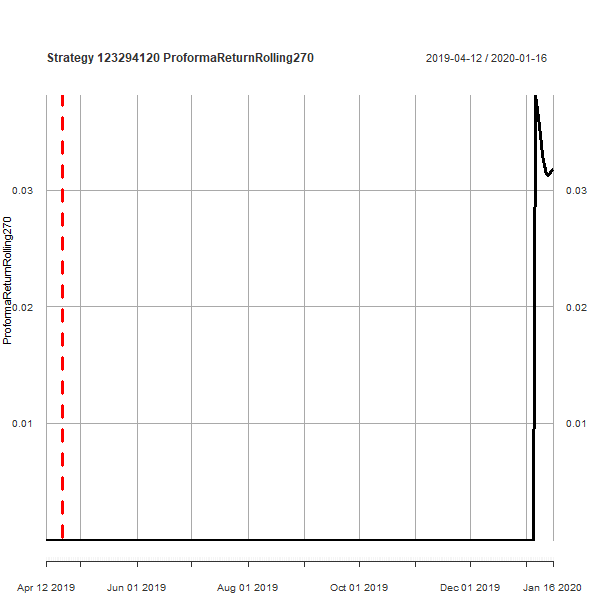 Strategy 123294120 ProformaReturnRolling270
2019-04-12 / 2020-01-16
ProformaReturnRolling270
0.03 0.03
0.02 0.02
0.01 0.01
Apr 12 2019 Jun 01 2019 Aug 01 2019 Oct 01 2019 Dec 01 2019 Jan 16 2020